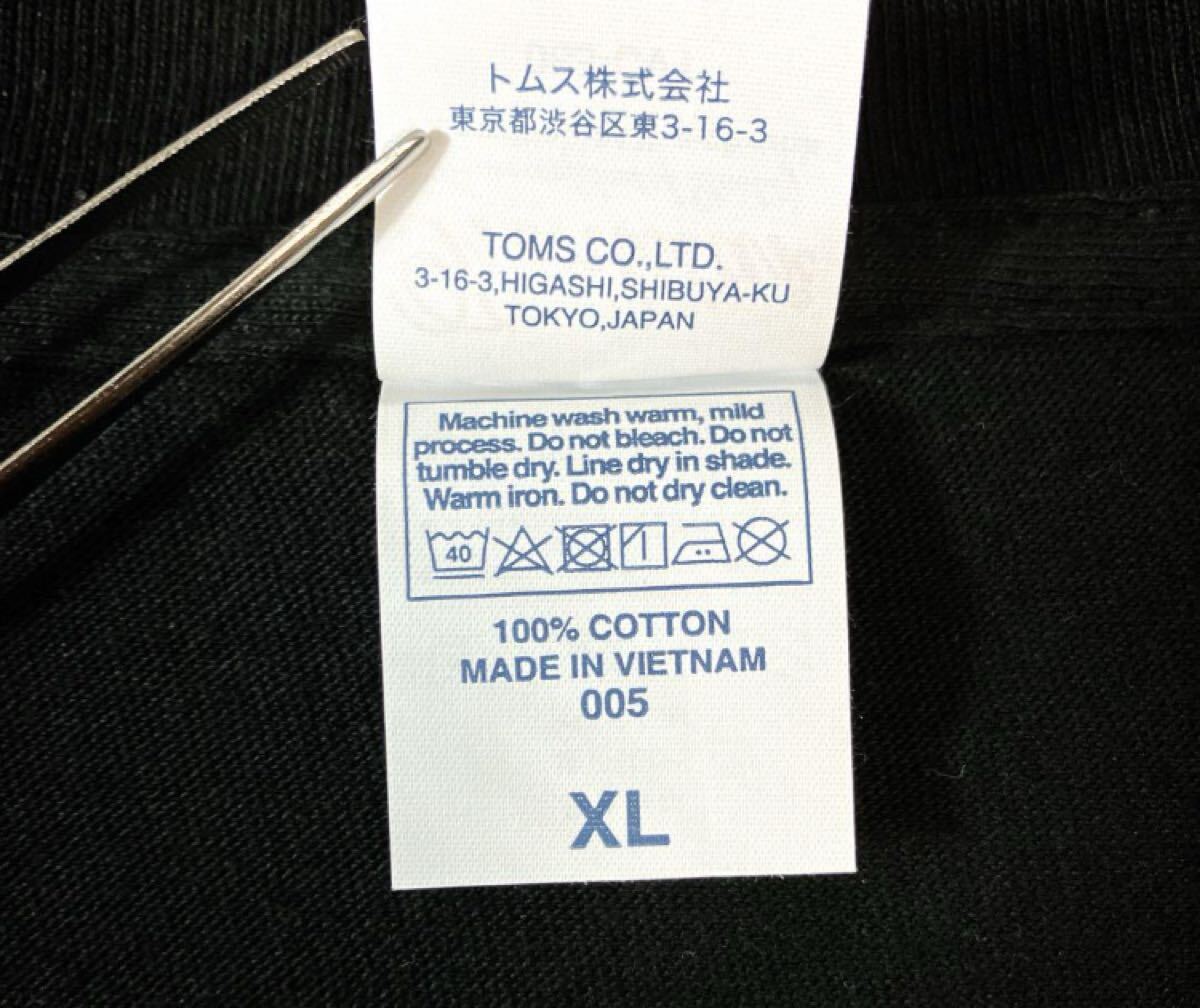 トムス株式会社
東京都渋谷区東3-16-3
TOMS CO.,LTD.
3-16-3,HIGASHI,SHIBUYA-KU
TOKYO,JAPAN
Machine wash warm, mild
process. Do not bleach. Do not
tumble dry. Line dry in shade.
Warm iron. Do not dry clean.
40
100% COTTON
MADE IN VIETNAM
005
XL